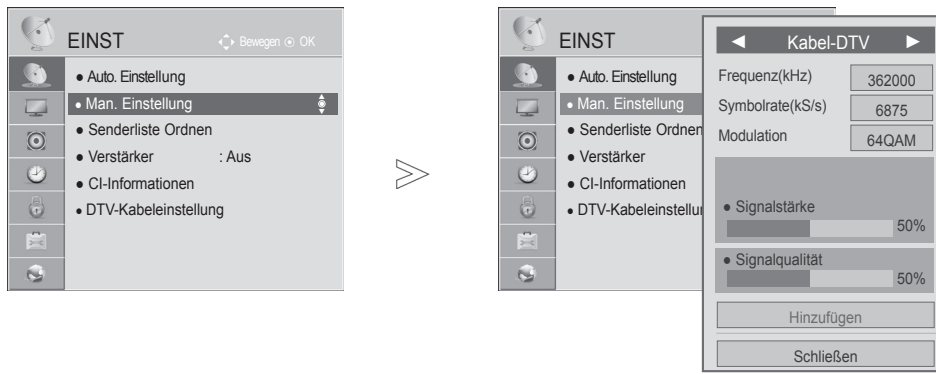 EINST
Bewegen OK
Auto. Einstellung
Man. Einstellung
Senderliste Ordnen
Verstärker : Aus
CI-Informationen
DTV-Kabeleinstellung
EINST
Auto. Einstellung
Man. Einstellung
Senderliste Ordnen
Verstärker
CI-Informationen
DTV-Kabeleinstellu
Kabel-DTV
Frequenz(kHz) 362000
Symbolrate(kS/s) 6875
Modulation 64QAM
Signalstärke
50%
Signalqualität
50%
Hinzufügen
Schließen